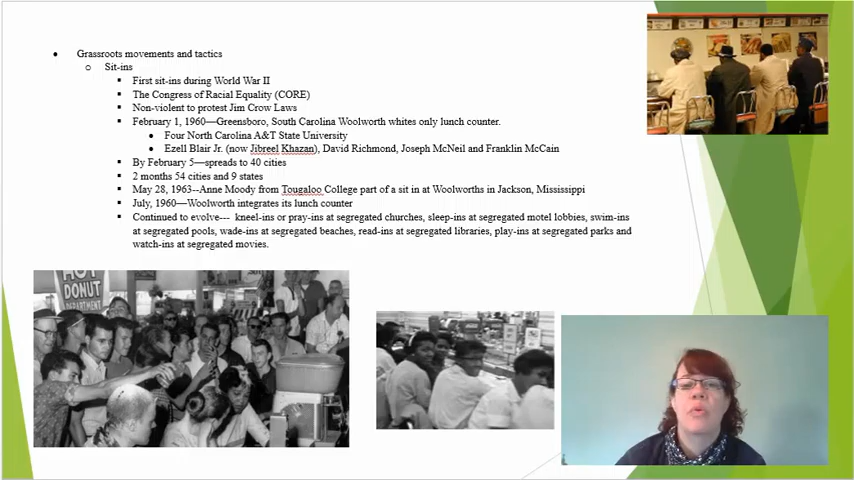 • Grassroots movements and tactics
o Sit-ins
▪ First sit-ins during World War II
▪ The Congress of Racial Equality (CORE)
▪ Non-violent to protest Jim Crow Laws
▪ February 1, 1960—Greensboro, South Carolina Woolworth whites only lunch counter.
• Four North Carolina A&T State University
• Ezell Blair Jr. (now Jibreel Khazan), David Richmond, Joseph McNeil and Franklin McCain
▪ By February 5—spreads to 40 cities
▪ 2 months 54 cities and 9 states
▪ May 28, 1963--Anne Moody from Tougaloo College part of a sit in at Woolworths in Jackson, Mississippi
▪ July, 1960—Woolworth integrates its lunch counter
▪ Continued to evolve--- kneel-ins or pray-ins at segregated churches, sleep-ins at segregated motel lobbies, swim-ins
at segregated pools, wade-ins at segregated beaches, read-ins at segregated libraries, play-ins at segregated parks and
watch-ins at segregated movies.
HOT
DONUT
DEPARTMENT